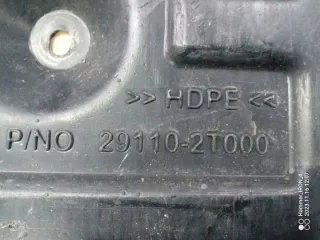 >> HDPE <<
P/NO 29110-2T000